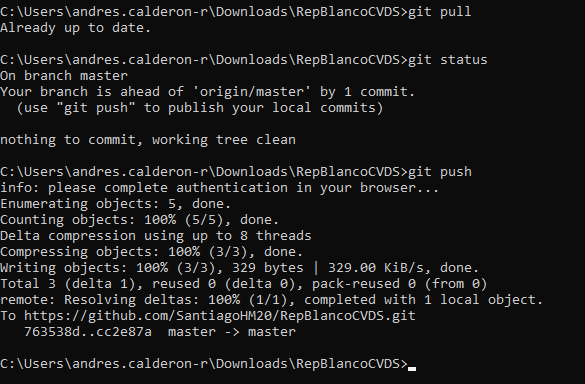 C:\Users\andres.calderon-r\Downloads\RepBlancoCVDS>git pull
Already up to date.
C:\Users\andres.calderon-r\Downloads\RepBlancoCVDS>git status
On branch master
Your branch is ahead of 'origin/master' by 1 commit.
  (use "git push" to publish your local commits)
nothing to commit, working tree clean
C:\Users\andres.calderon-r\Downloads\RepBlancoCVDS>git push
info: please complete authentication in your browser...
Enumerating objects: 5, done.
Counting objects: 100% (5/5), done.
Delta compression using up to 8 threads
Compressing objects: 100% (3/3), done.
Writing objects: 100% (3/3), 329 bytes | 329.00 KiB/s, done.
Total 3 (delta 1), reused 0 (delta 0), pack-reused 0 (from 0)
remote: Resolving deltas: 100% (1/1), completed with 1 local object.
To https://github.com/SantiagoHM20/RepBlancoCVDS.git
   763538d..cc2e87a  master -> master
C:\Users\andres.calderon-r\Downloads\RepBlancoCVDS>